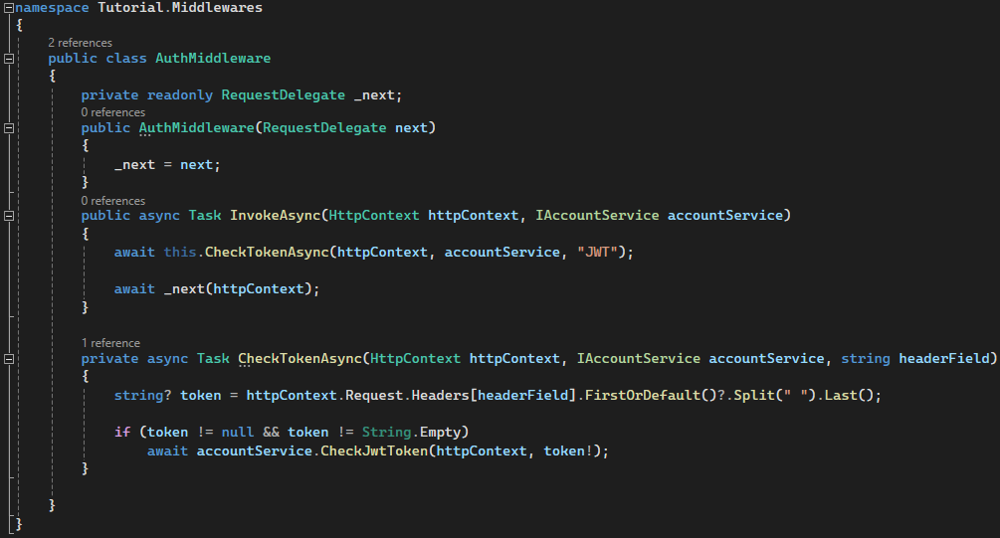 namespace Tutorial.Middlewares
{
2 references
public class AuthMiddleware
{
private readonly RequestDelegate _next;
0 references
public AuthMiddleware(RequestDelegate next)
{
_next = next;
}
0 references
public async Task InvokeAsync(HttpContext httpContext, IAccountService accountService)
{
await this.CheckTokenAsync(httpContext, accountService, "JWT");
await _next(httpContext);
}
1 reference
private async Task CheckTokenAsync(HttpContext httpContext, IAccountService accountService, string headerField)
{
string? token = httpContext.Request.Headers[headerField].FirstOrDefault()?.Split(" ").Last();
if (token != null && token != String.Empty)
await accountService.CheckJwtToken(httpContext, token!);
}
}
}